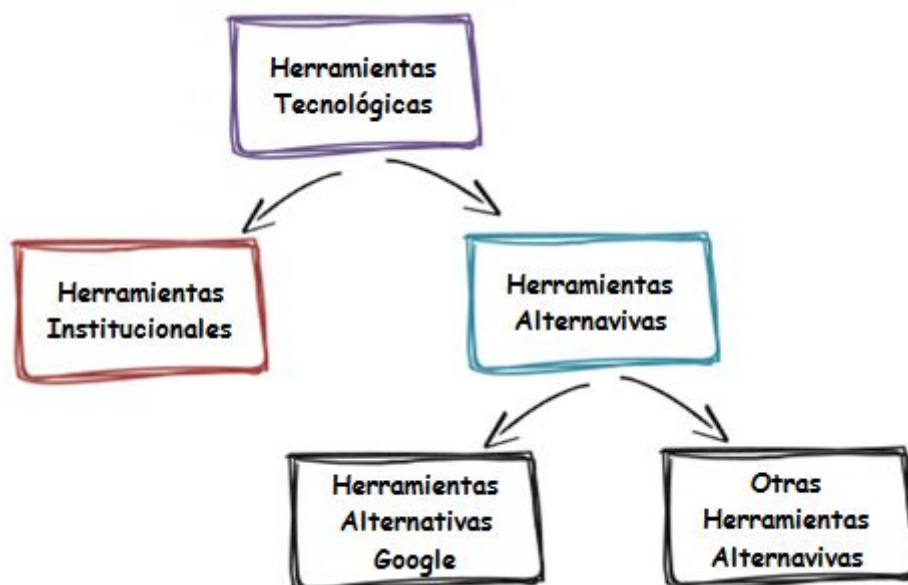 Herramientas
Tecnológicas
Herramientas
Institucionales
Herramientas
Alternavivas
Herramientas
Alternativas
Google
Otras
Herramientas
Alternavivas